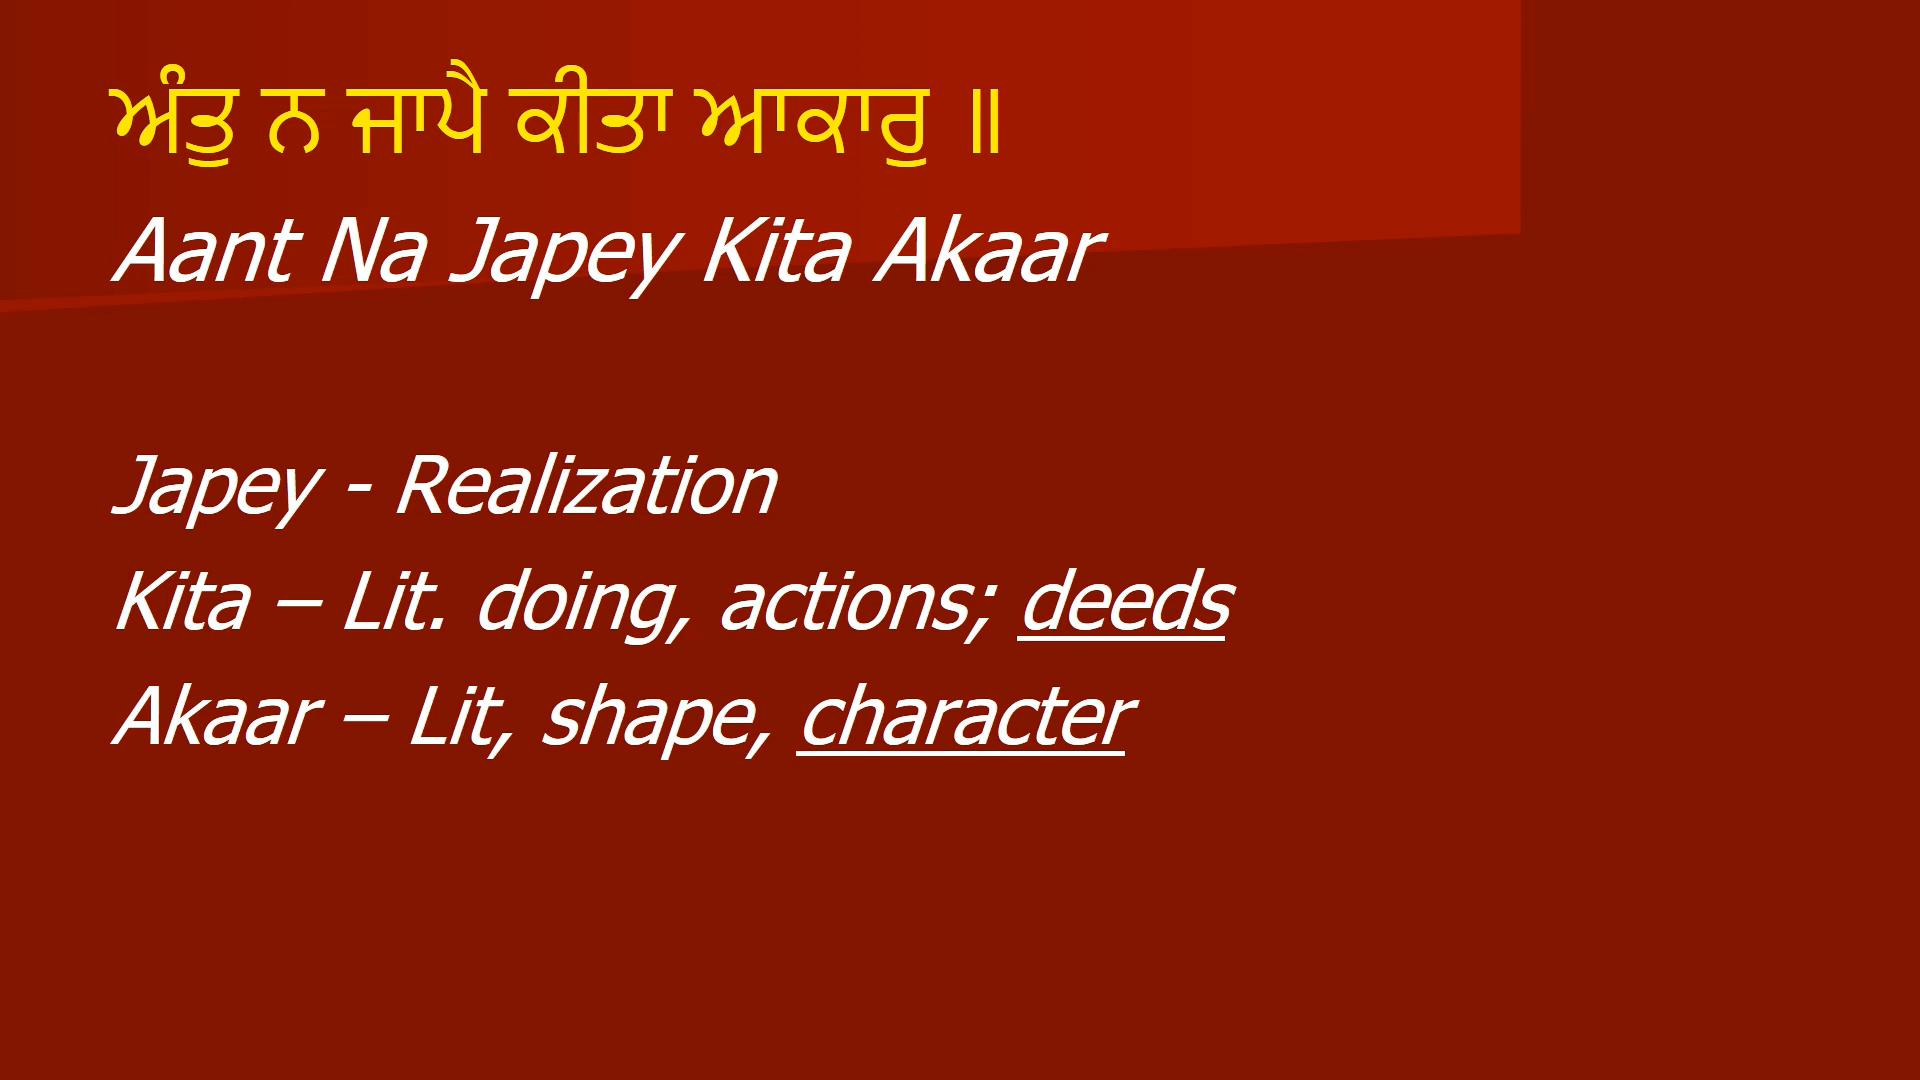 ਅੰਤੁ ਨ ਜਾਪੈ ਕੀਤਾ ਆਕਾਰੁ ॥
Aant Na Japey Kita Akaar
Japey - Realization
Kita – Lit. doing, actions; deeds
Akaar – Lit, shape, character